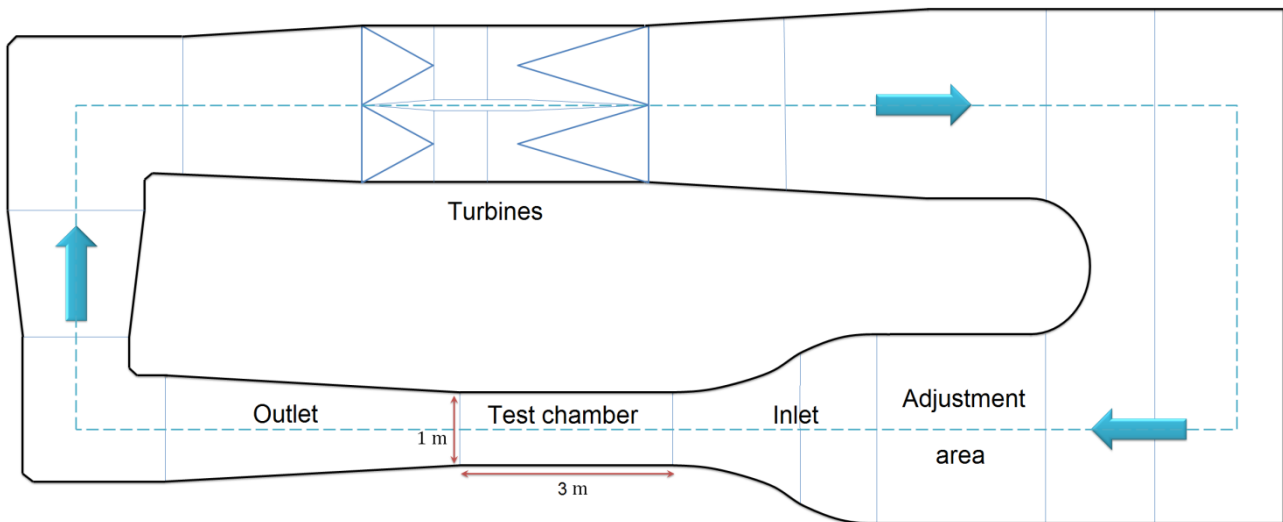 Turbines
Outlet
Test chamber
Inlet
Adjustment
area
1 m
3 m